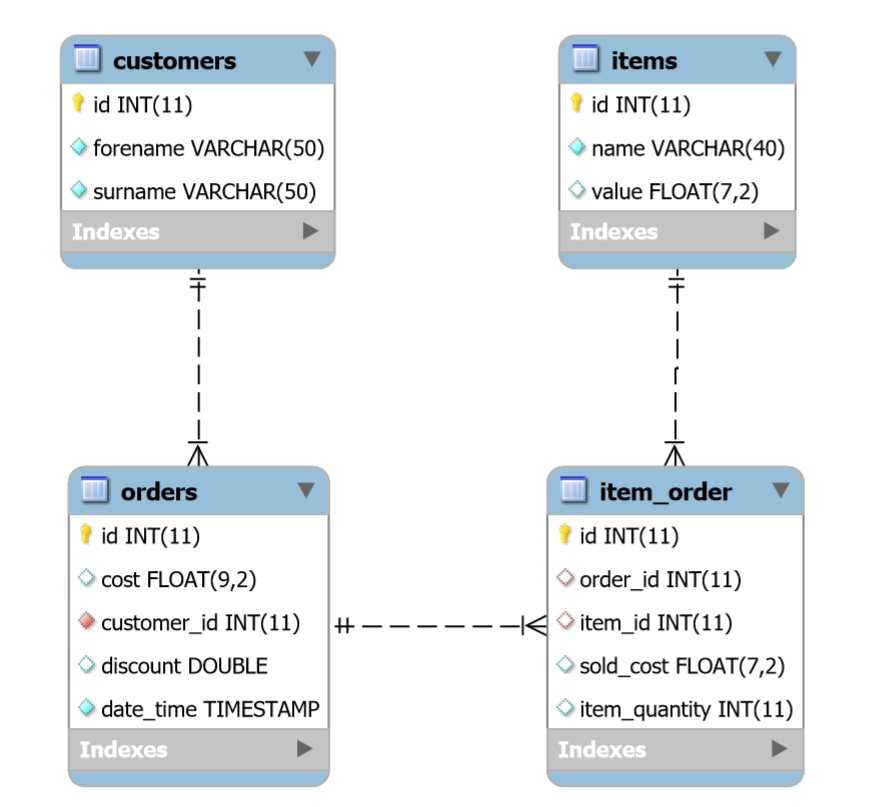 customers
id INT(11)
forename VARCHAR(50)
surname VARCHAR(50)
Indexes
items
id INT(11)
name VARCHAR(40)
value FLOAT(7,2)
Indexes
orders
id INT(11)
cost FLOAT(9,2)
customer_id INT(11)
discount DOUBLE
date_time TIMESTAMP
Indexes
item_order
id INT(11)
order_id INT(11)
item_id INT(11)
sold_cost FLOAT(7,2)
item_quantity INT(11)
Indexes